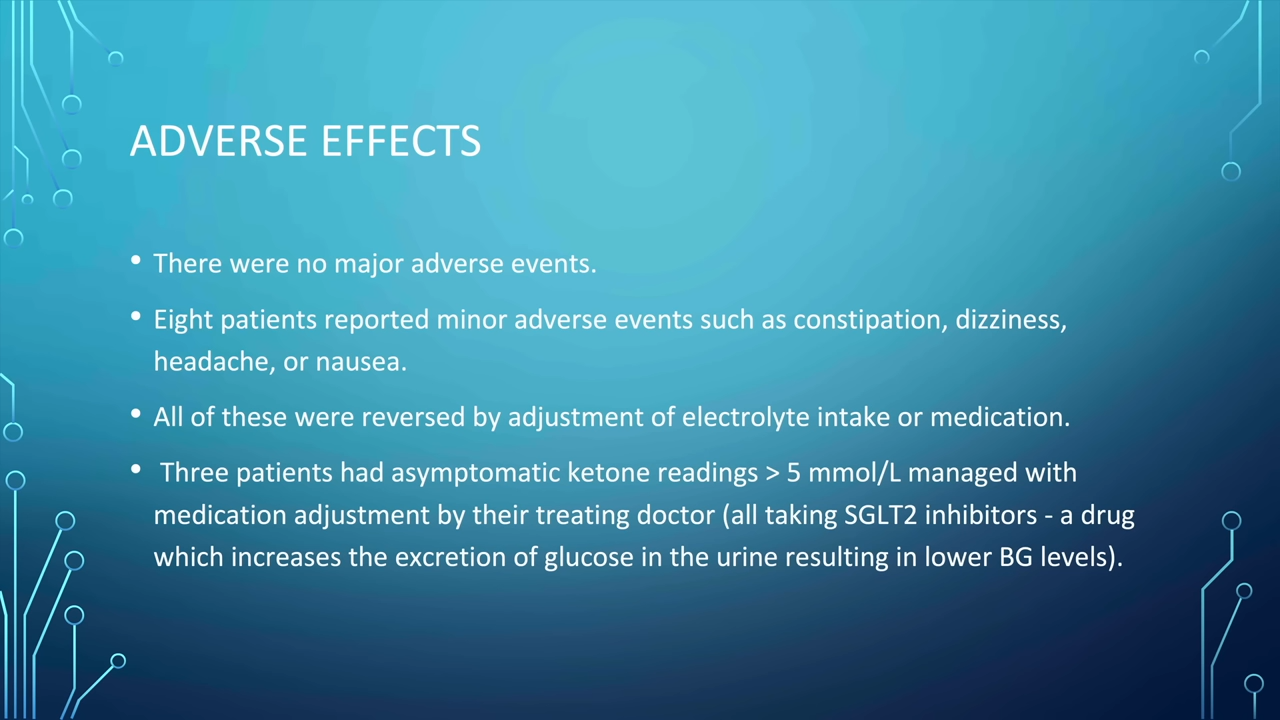 ADVERSE EFFECTS
• There were no major adverse events.
• Eight patients reported minor adverse events such as constipation, dizziness,
headache, or nausea.
• All of these were reversed by adjustment of electrolyte intake or medication.
• Three patients had asymptomatic ketone readings > 5 mmol/L managed with
medication adjustment by their treating doctor (all taking SGLT2 inhibitors - a drug
which increases the excretion of glucose in the urine resulting in lower BG levels).